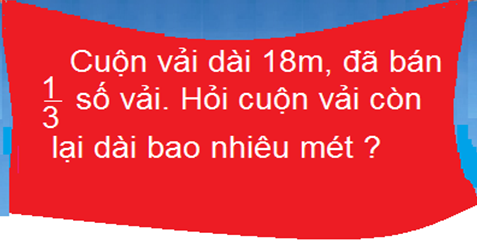 Cuộn vải dài 18m, đã bán
1/3 số vải. Hỏi cuộn vải còn
lại dài bao nhiêu mét ?